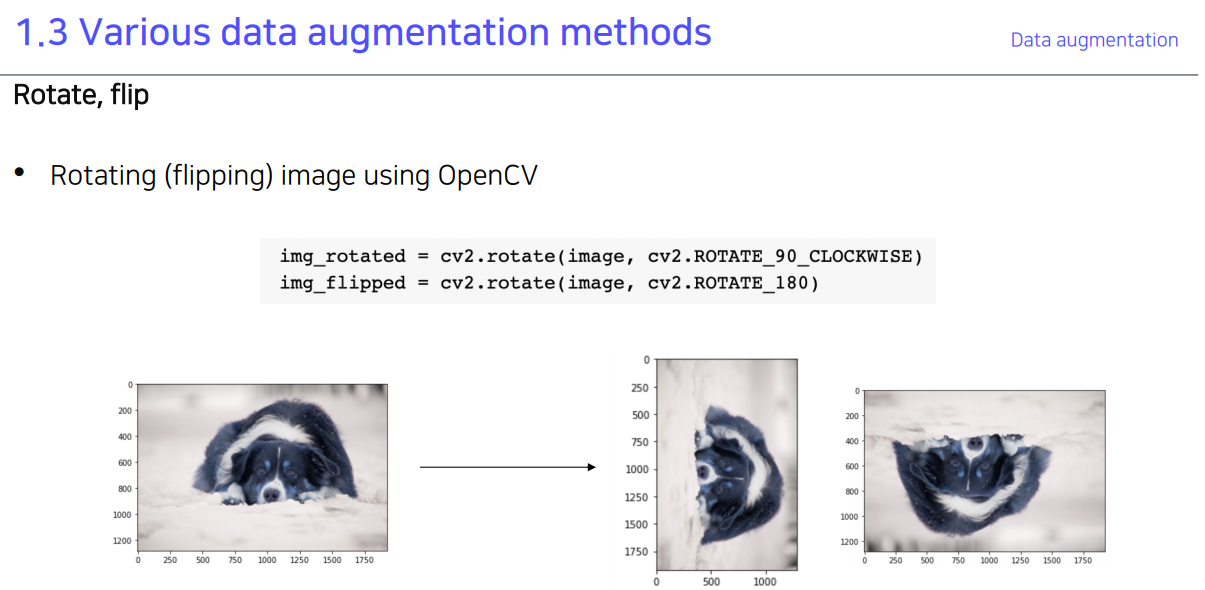 1.3 Various data augmentation methods
Data augmentation
Rotate, flip
• Rotating (flipping) image using OpenCV
img_rotated = cv2.rotate(image, cv2.ROTATE_90_CLOCKWISE)
img_flipped = cv2.rotate(image, cv2.ROTATE_180)
0
200
400
600
800
1000
1200
0 250 500 750 1000 1250 1500 1750
0
250
500
750
1000
1250
1500
1750
0 500 1000
0
200
400
600
800
1000
1200
0 250 500 750 1000 1250 1500 1750